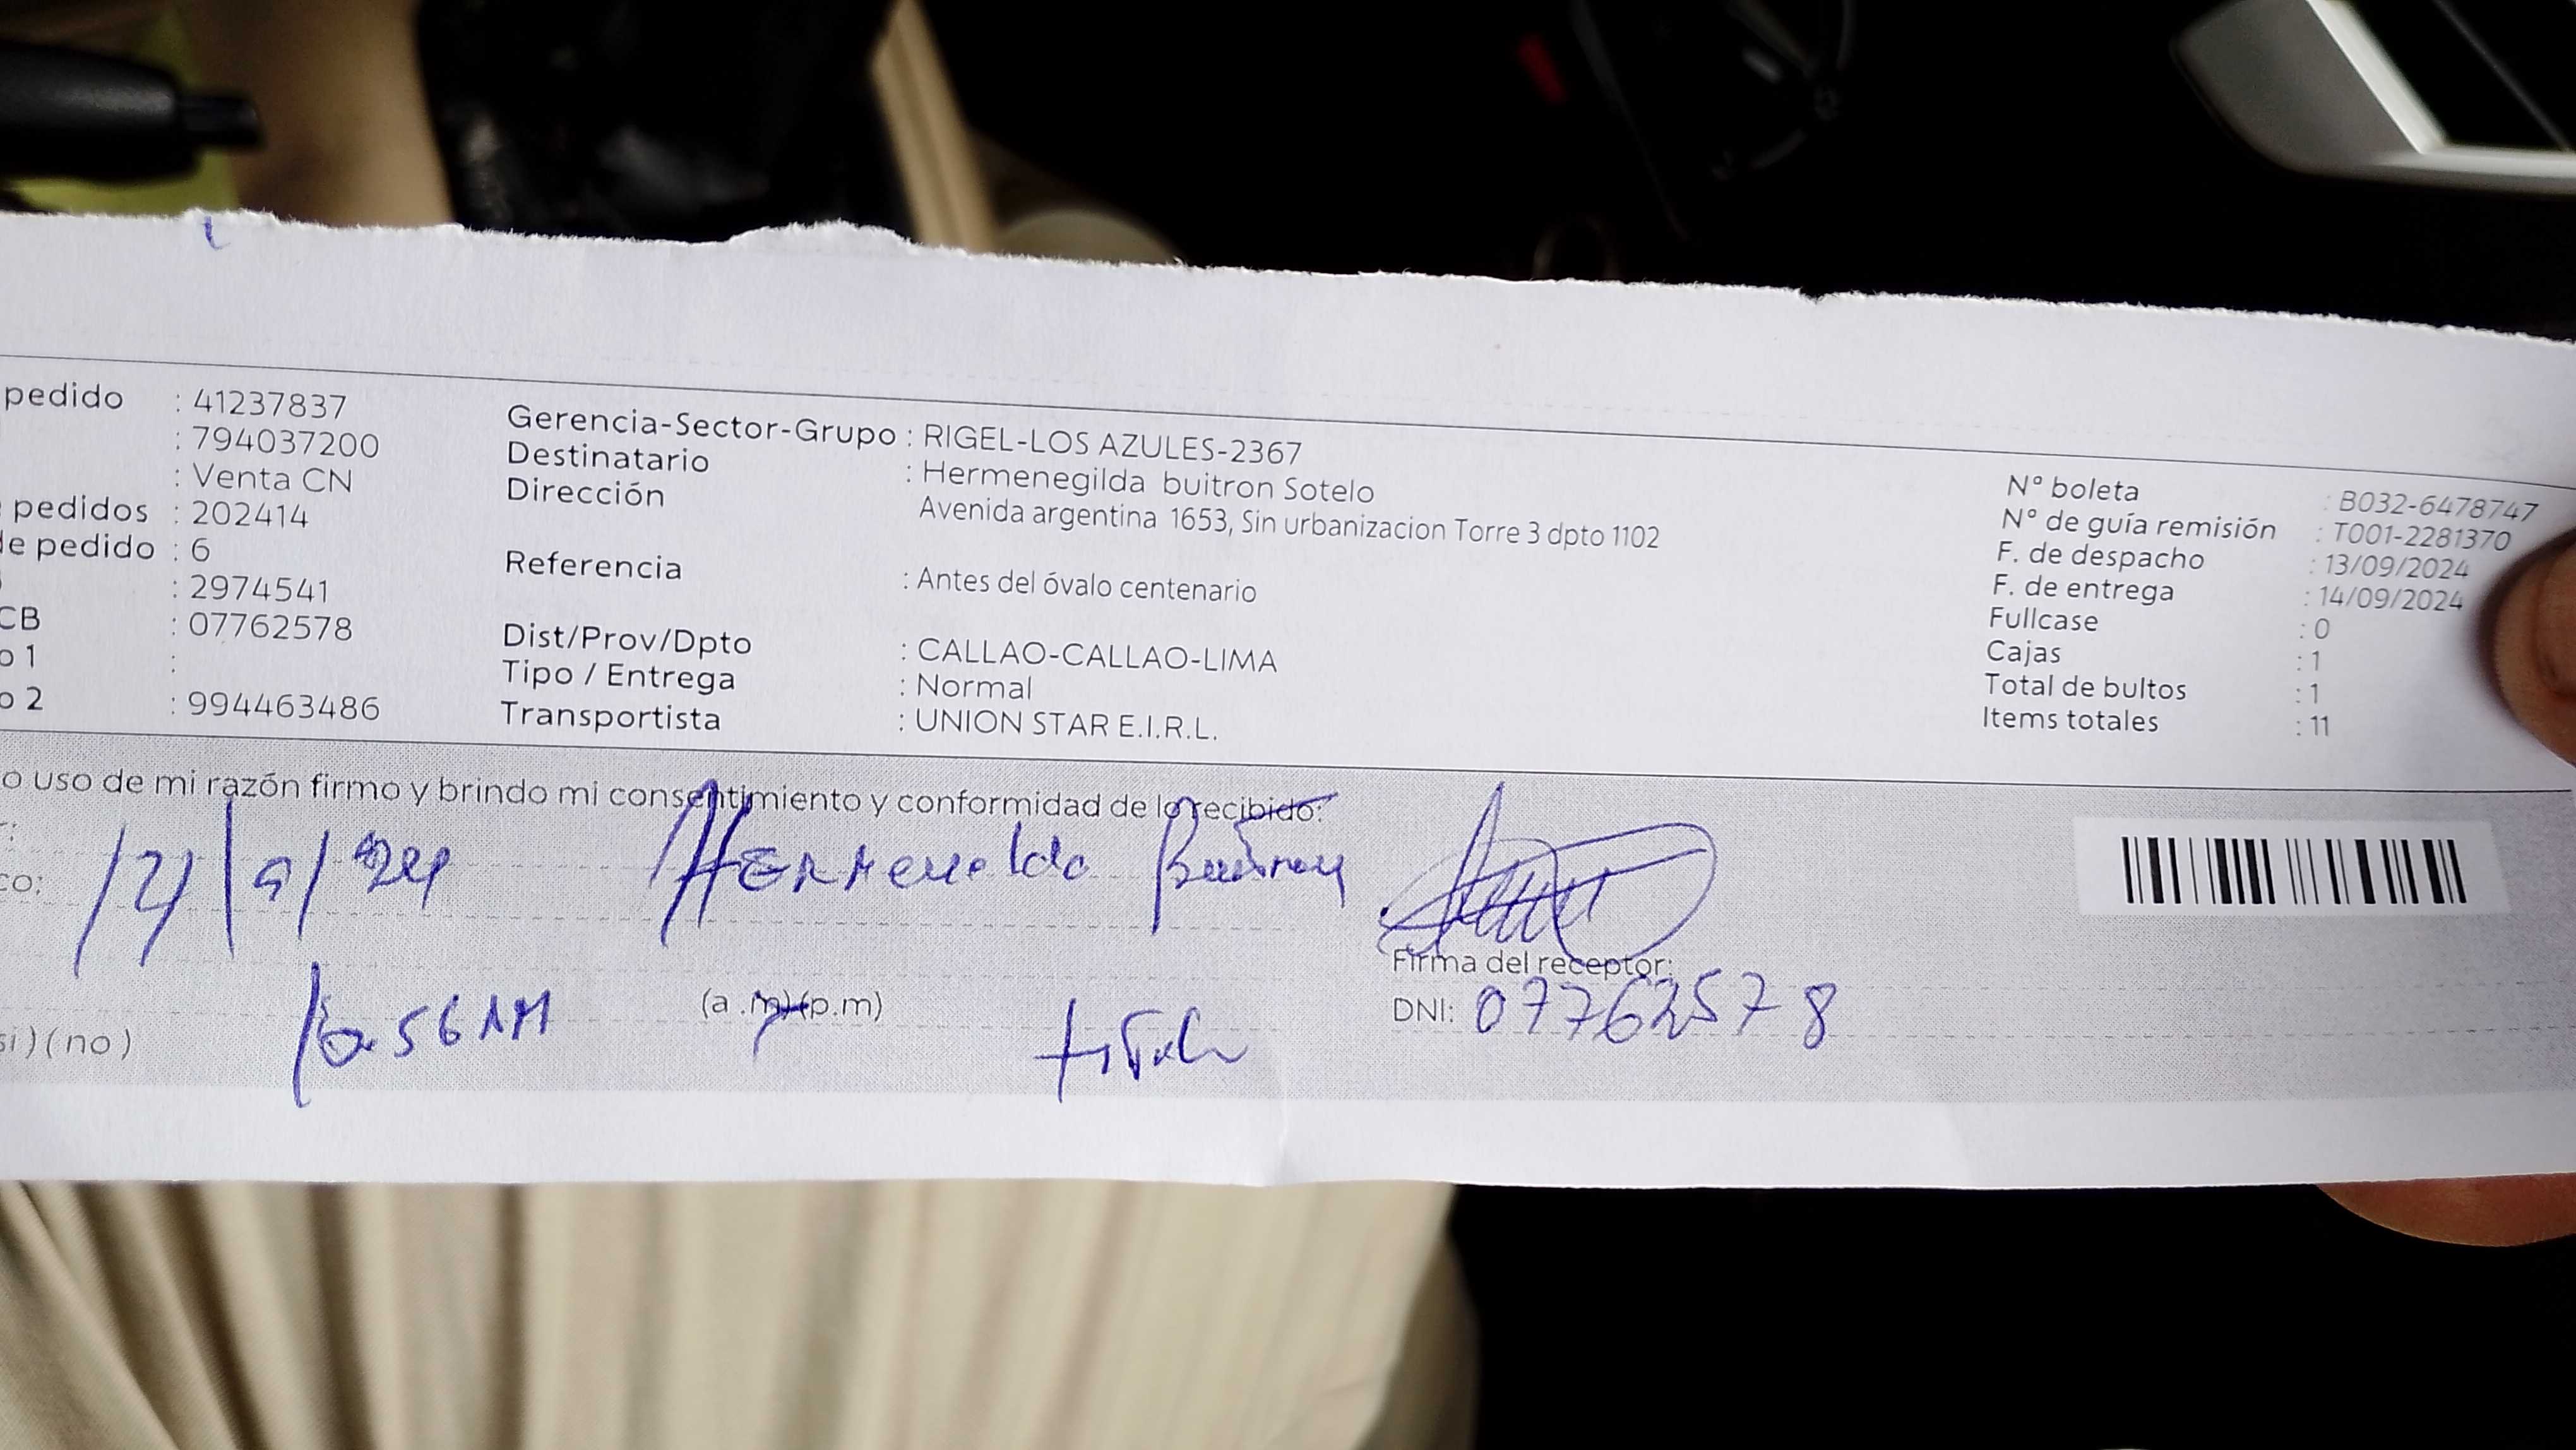 pedido : 41237837
: 794037200
: Venta CN
pedidos : 202414
de pedido : 6
: 2974541
CB : 07762578
o 1 :
o 2 : 994463486
Gerencia-Sector-Grupo : RIGEL-LOS AZULES-2367
Destinatario : Hermenegilda buitron Sotelo
Dirección Avenida argentina 1653, Sin urbanizacion Torre 3 dpto 1102
Referencia : Antes del óvalo centenario
Dist/Prov/Dpto : CALLAO-CALLAO-LIMA
Tipo / Entrega : Normal
Transportista : UNION STAR E.I.R.L.
N° boleta : B032-6478747
N° de guía remisión : T001-2281370
F. de despacho : 13/09/2024
F. de entrega : 14/09/2024
Fullcase : 0
Cajas : 1
Total de bultos : 1
Items totales : 11
o uso de mi razón firmo y brindo mi consentimiento y conformidad de lo recibido:
co: 14/9/24
Firma del receptor:
10:56 AM (a.m)(p.m) titular DNI: 07762578
si) (no)